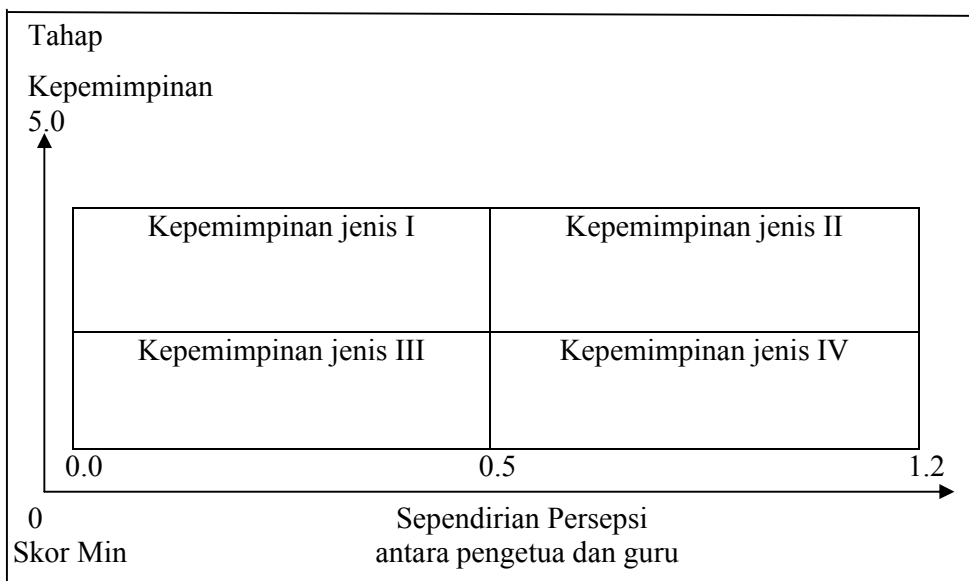 Tahap
Kepemimpinan
5.0
Kepemimpinan jenis I
Kepemimpinan jenis II
Kepemimpinan jenis III
Kepemimpinan jenis IV
0.0 0.5 1.2
0 Sependirian Persepsi
Skor Min antara pengetua dan guru